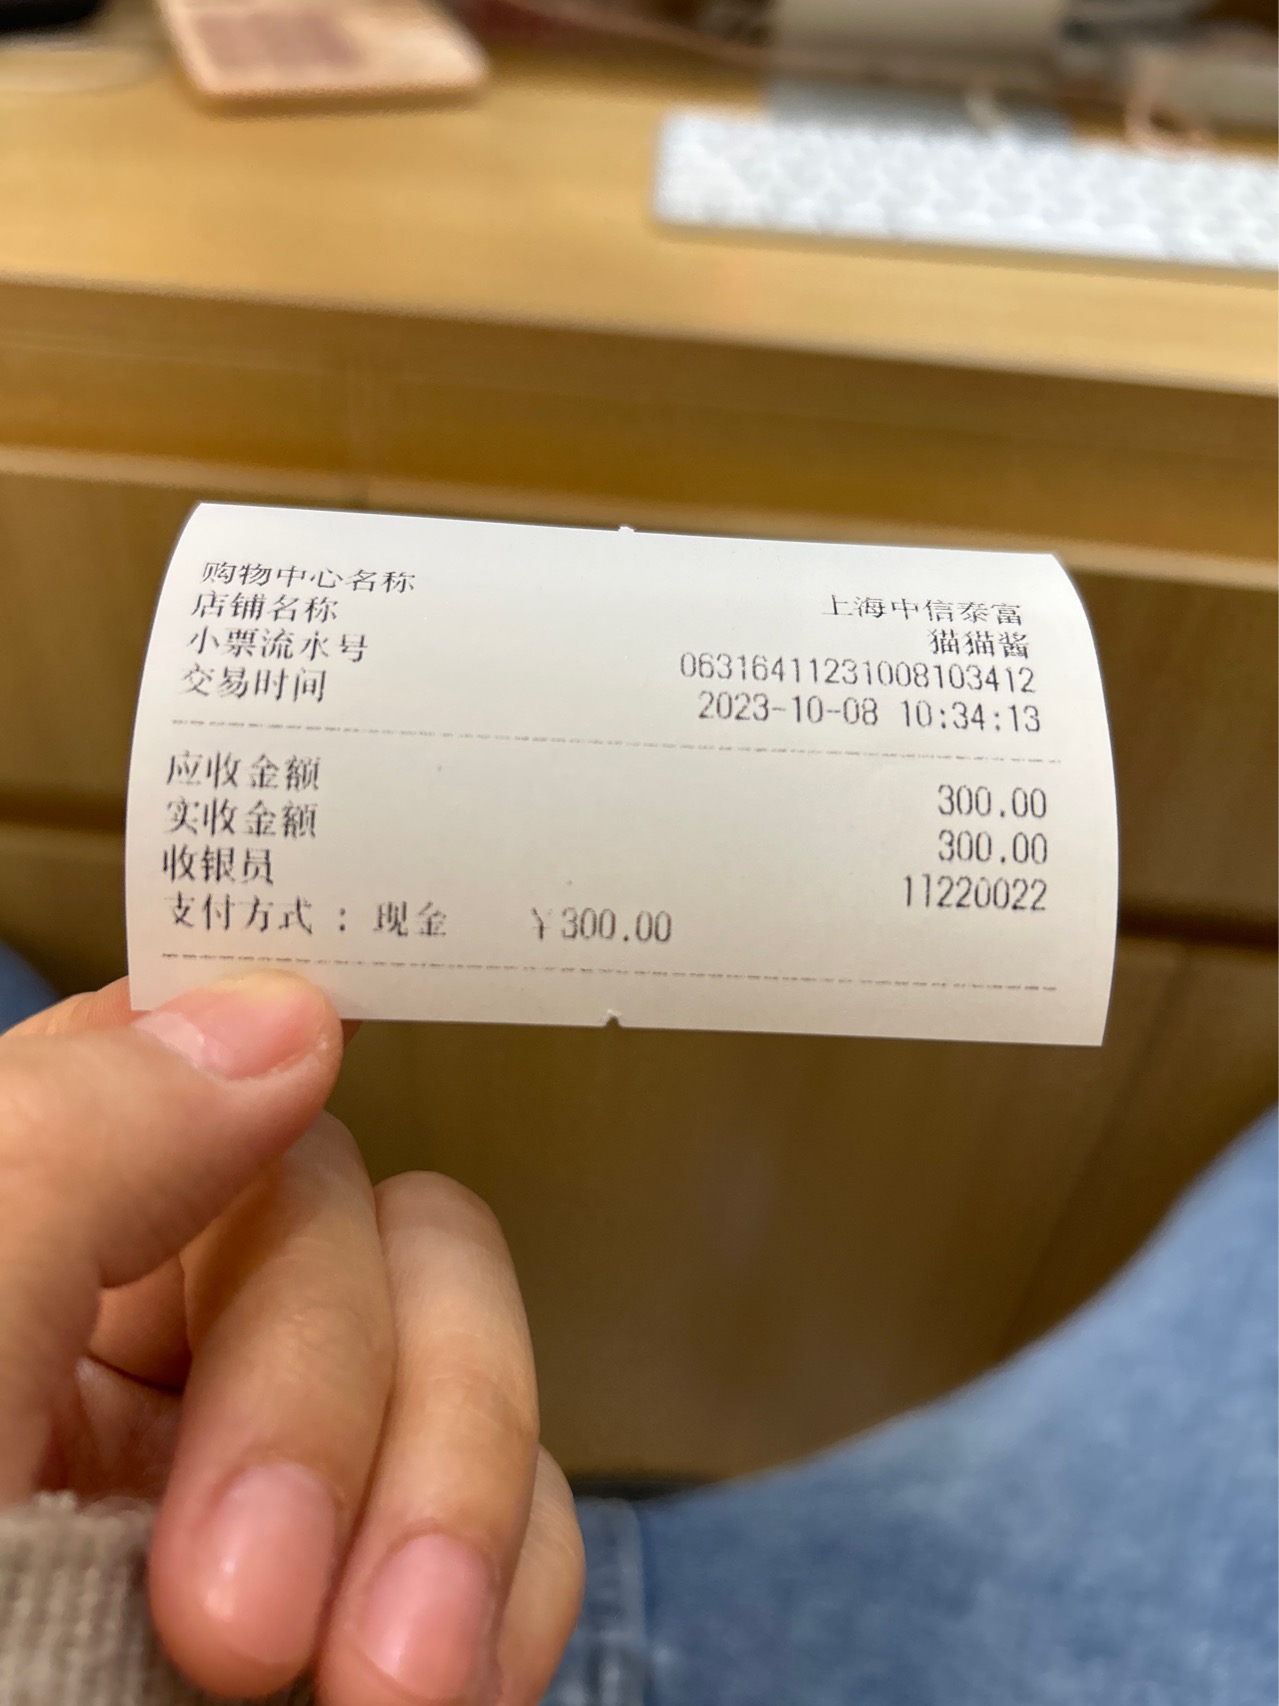 购物中心名称 上海中信泰富
店铺名称 猫猫酱
小票流水号 06316411231008103412
交易时间 2023-10-08 10:34:13
应收金额 300.00
实收金额 300.00
收银员 11220022
支付方式 : 现金 ¥300.00